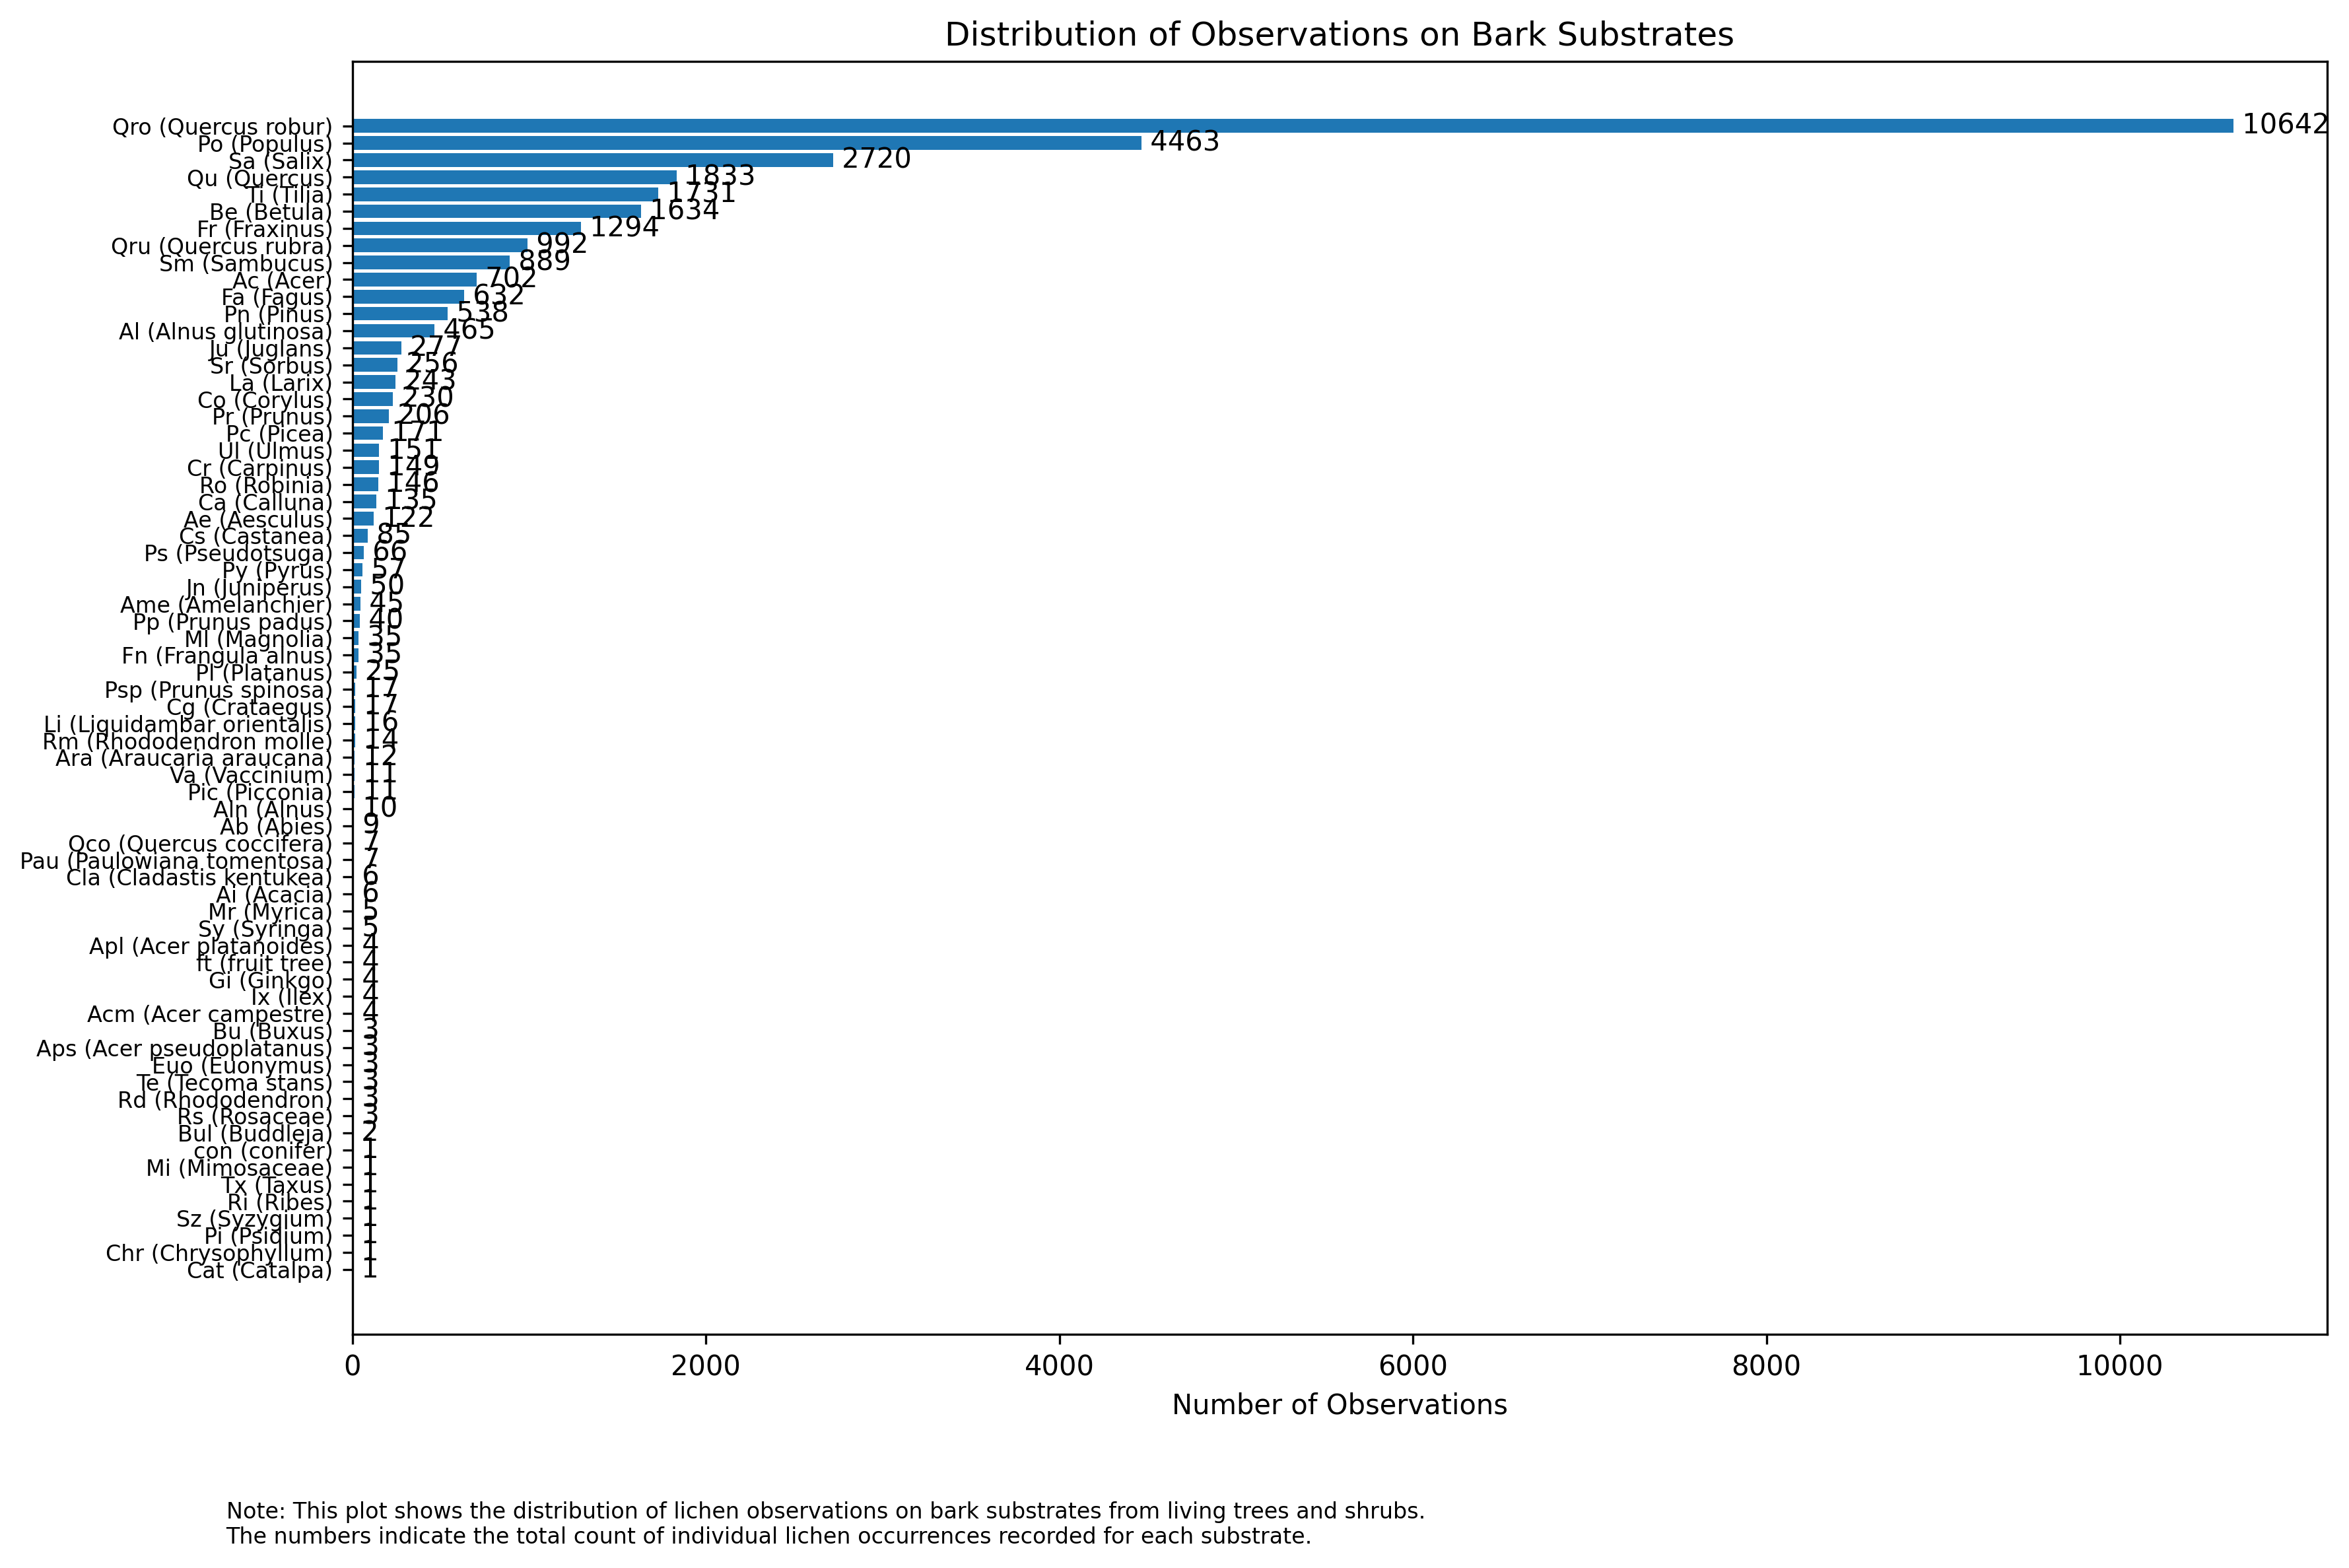 Distribution of Observations on Bark Substrates
Qro (Quercus robur) 10642
Po (Populus) 4463
Sa (Salix) 2720
Qu (Quercus) 1833
Ti (Tilia) 1731
Be (Betula) 1634
Fr (Fraxinus) 1294
Qru (Quercus rubra) 992
Sm (Sambucus) 889
Ac (Acer) 702
Fa (Fagus) 632
Pn (Pinus) 538
Al (Alnus glutinosa) 465
Ju (Juglans) 277
Sr (Sorbus) 256
La (Larix) 243
Co (Corylus) 230
Pr (Prunus) 206
Pc (Picea) 171
Ul (Ulmus) 151
Cr (Carpinus) 149
Ro (Robinia) 146
Ca (Calluna) 135
Ae (Aesculus) 122
Cs (Castanea) 85
Ps (Pseudotsuga) 66
Py (Pyrus) 57
Jn (Juniperus) 50
Ame (Amelanchier) 45
Pp (Prunus padus) 40
Ml (Magnolia) 35
Fn (Frangula alnus) 35
Pl (Platanus) 25
Psp (Prunus spinosa) 17
Cg (Crataegus) 17
Li (Liquidambar orientalis) 16
Rm (Rhododendron molle) 14
Ara (Araucaria araucana) 12
Va (Vaccinium) 11
Pic (Picconia) 11
Aln (Alnus) 10
Ab (Abies) 9
Qco (Quercus coccifera) 7
Pau (Paulowiana tomentosa) 7
Cla (Cladastis kentukea) 6
Ai (Acacia) 6
Mr (Myrica) 5
Sy (Syringa) 5
Apl (Acer platanoides) 4
ft (fruit tree) 4
Gi (Ginkgo) 4
Ix (Ilex) 4
Acm (Acer campestre) 4
Bu (Buxus) 3
Aps (Acer pseudoplatanus) 3
Euo (Euonymus) 3
Te (Tecoma stans) 3
Rd (Rhododendron) 3
Rs (Rosaceae) 3
Bul (Buddleja) 2
con (conifer) 1
Mi (Mimosaceae) 1
Tx (Taxus) 1
Ri (Ribes) 1
Sz (Syzygium) 1
Pi (Psidium) 1
Chr (Chrysophyllum) 1
Cat (Catalpa) 1
0 2000 4000 6000 8000 10000
Number of Observations
Note: This plot shows the distribution of lichen observations on bark substrates from living trees and shrubs.
The numbers indicate the total count of individual lichen occurrences recorded for each substrate.